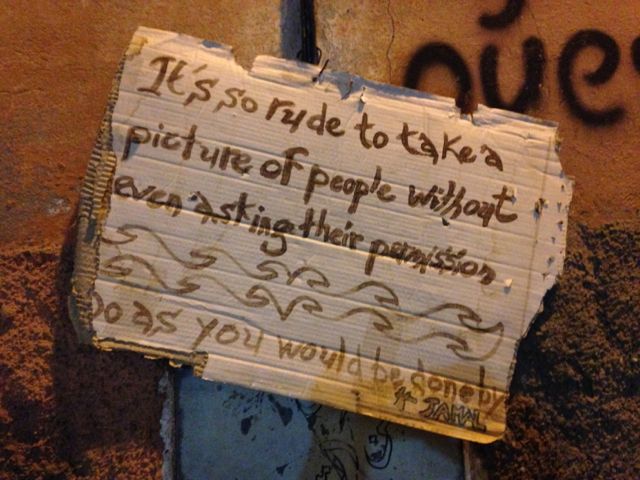 It's so rude to take a
picture of people without
even asking their permission.
Do as you would be done by
JAMAL